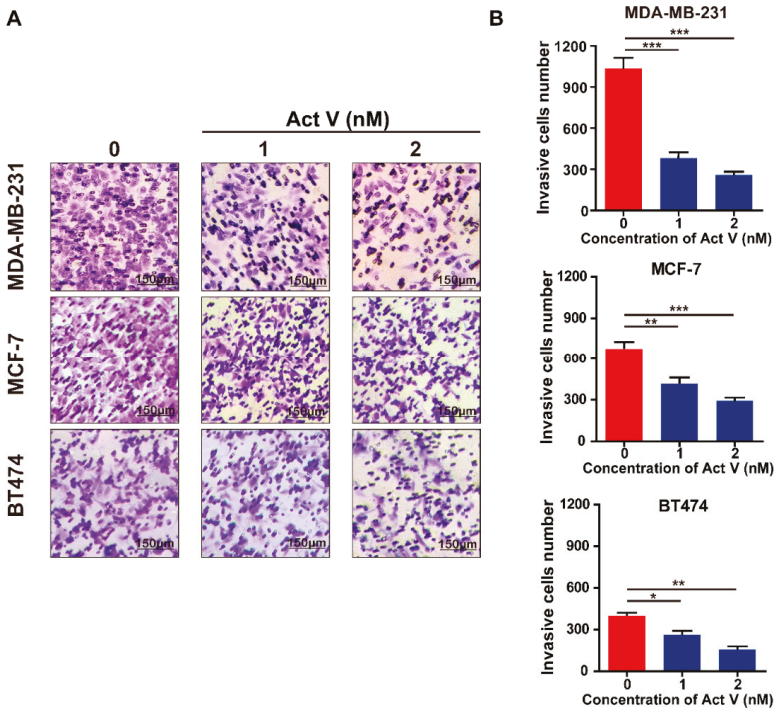 A
Act V (nM)
0 1 2
MDA-MB-231
150μm 150μm 150μm
MCF-7
150μm 150μm 150μm
BT474
150μm 150μm 150μm
B
MDA-MB-231
***
***
Invasive cells number
1200
900
600
300
0
0 1 2
Concentration of Act V (nM)
MCF-7
***
**
Invasive cells number
1200
900
600
300
0
0 1 2
Concentration of Act V (nM)
BT474
**
*
Invasive cells number
1200
900
600
300
0
0 1 2
Concentration of Act V (nM)